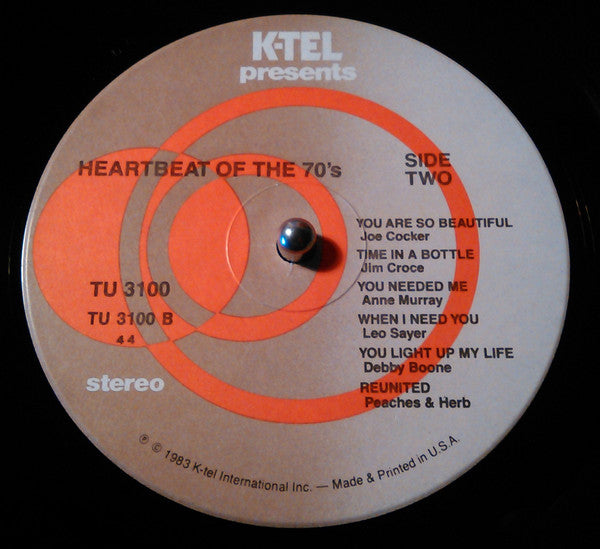 K-TEL
presents
HEARTBEAT OF THE 70's
SIDE
TWO
YOU ARE SO BEAUTIFUL
Joe Cocker
TIME IN A BOTTLE
Jim Croce
YOU NEEDED ME
Anne Murray
WHEN I NEED YOU
Leo Sayer
YOU LIGHT UP MY LIFE
Debby Boone
REUNITED
Peaches & Herb
TU 3100
TU 3100 B
44
stereo
℗ © 1983 K-tel International Inc. — Made & Printed in U.S.A.